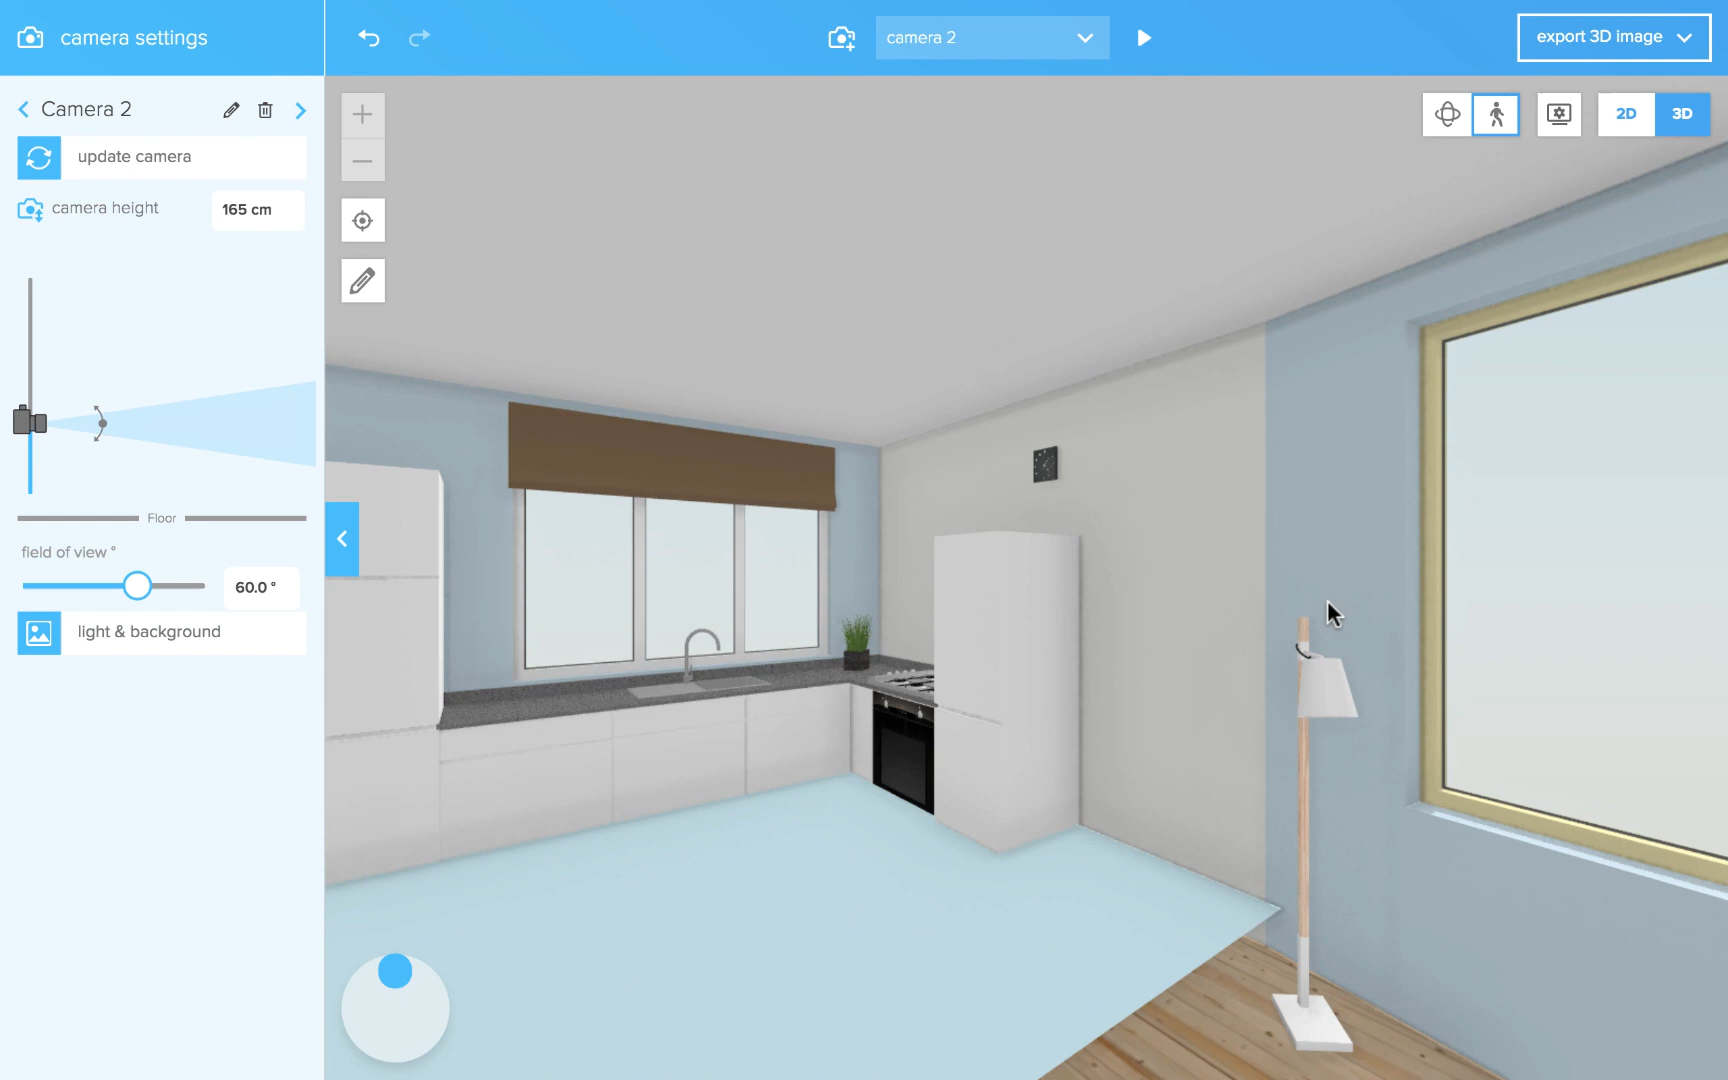 camera settings
camera 2
export 3D image
Camera 2
2D
3D
update camera
camera height
165 cm
Floor
field of view °
60.0 °
light & background